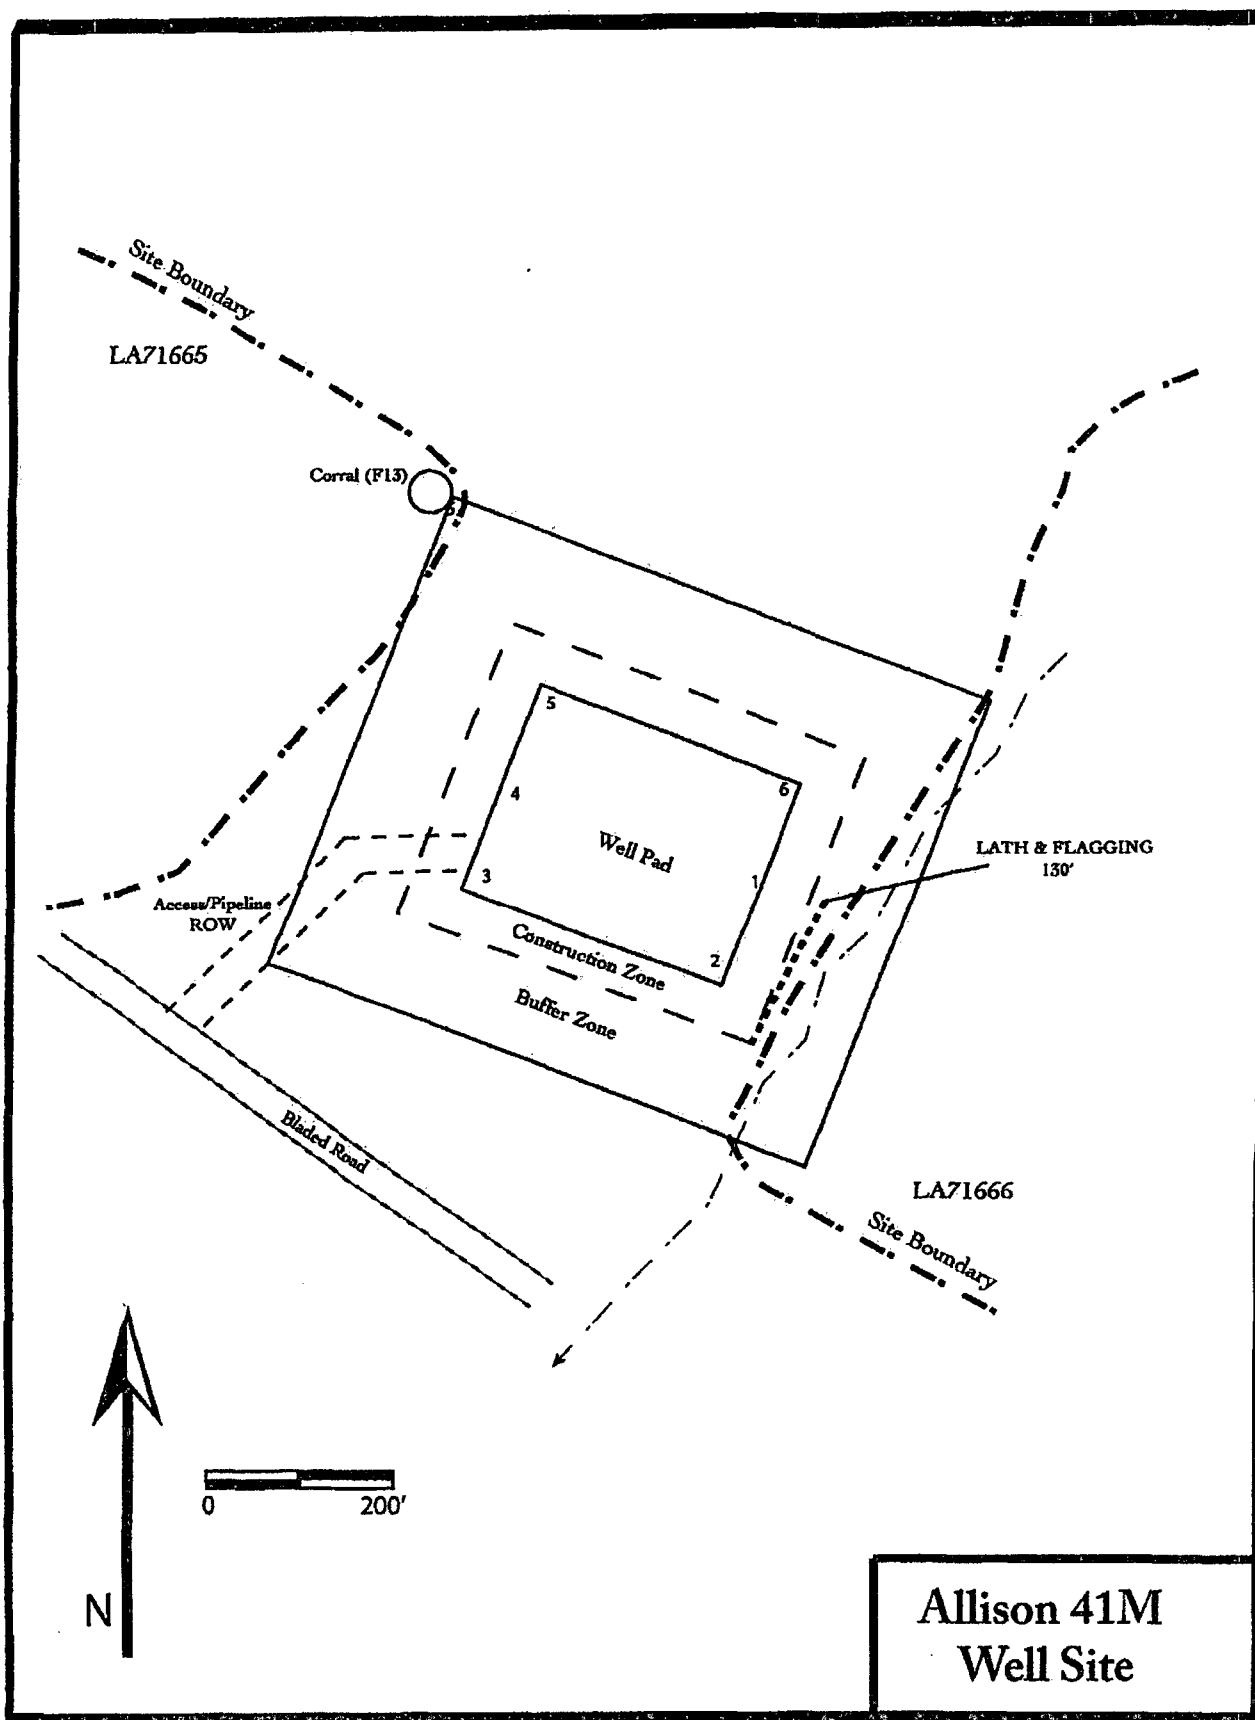 Site Boundary
LA71665
Corral (F13)
5
6
4
Well Pad
LATH & FLAGGING
130'
3
1
Access/Pipeline
ROW
Construction Zone
2
Buffer Zone
Bladed Road
LA71666
Site Boundary
0 200'
N
Allison 41M
Well Site